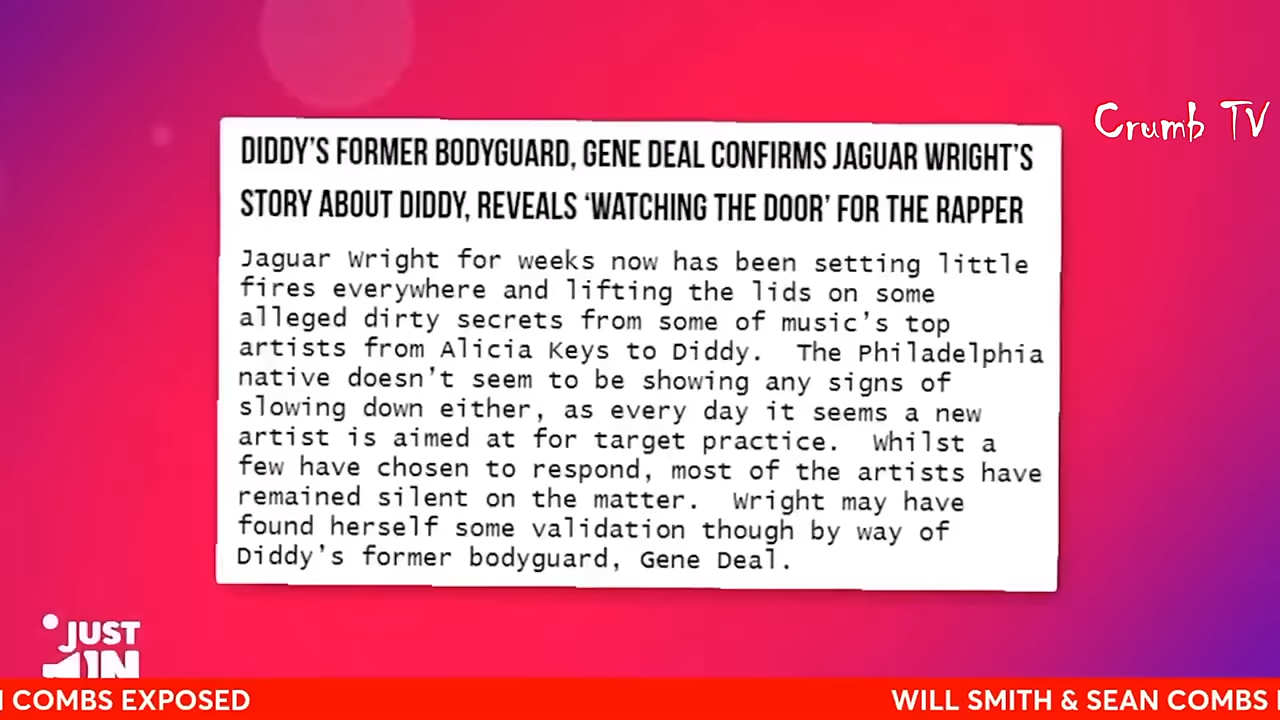 Crumb TV
DIDDY'S FORMER BODYGUARD, GENE DEAL CONFIRMS JAGUAR WRIGHT'S
STORY ABOUT DIDDY, REVEALS 'WATCHING THE DOOR' FOR THE RAPPER
Jaguar Wright for weeks now has been setting little
fires everywhere and lifting the lids on some
alleged dirty secrets from some of music's top
artists from Alicia Keys to Diddy. The Philadelphia
native doesn't seem to be showing any signs of
slowing down either, as every day it seems a new
artist is aimed at for target practice. Whilst a
few have chosen to respond, most of the artists have
remained silent on the matter. Wright may have
found herself some validation though by way of
Diddy's former bodyguard, Gene Deal.
JUST
IN
COMBS EXPOSED
WILL SMITH & SEAN COMBS